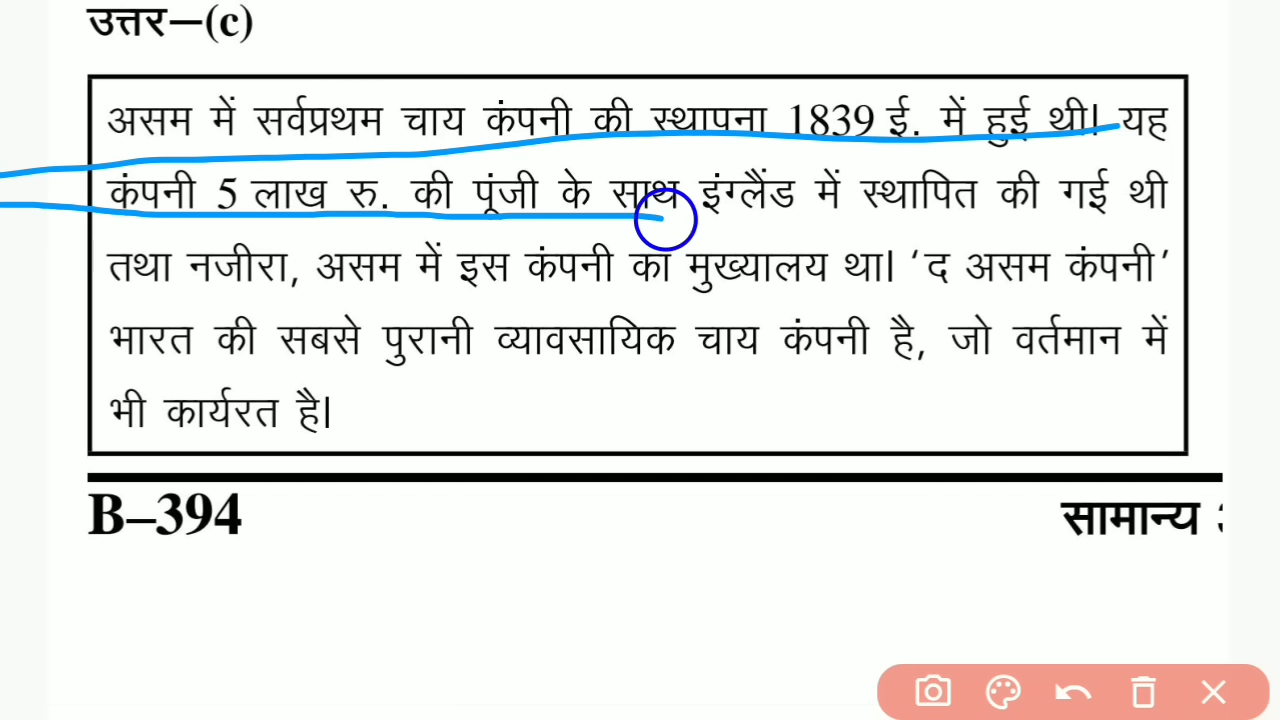 उत्तर—(c)
असम में सर्वप्रथम चाय कंपनी की स्थापना 1839 ई. में हुई थी। यह
कंपनी 5 लाख रु. की पूंजी के साथ इंग्लैंड में स्थापित की गई थी
तथा नजीरा, असम में इस कंपनी का मुख्यालय था। ‘द असम कंपनी’
भारत की सबसे पुरानी व्यावसायिक चाय कंपनी है, जो वर्तमान में
भी कार्यरत है।
B–394 सामान्य